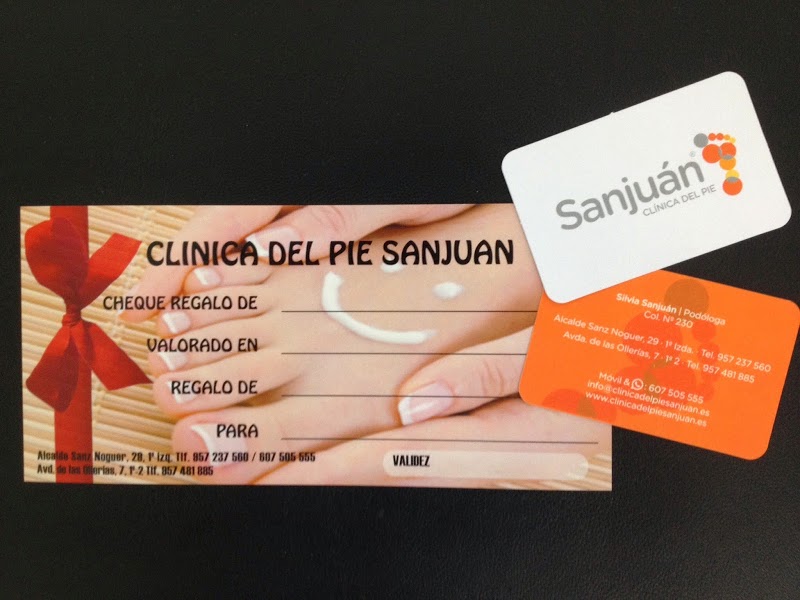 CLINICA DEL PIE SANJUAN
CHEQUE REGALO DE
VALORADO EN
REGALO DE
PARA
Alcalde Sanz Noguer, 29, 1º Izq. Tlf. 957 237 560 / 607 505 555
Avd. de las Ollerías, 7, 1º-2 Tlf. 957 481 885
VALIDEZ
Sanjuán®
CLÍNICA DEL PIE
Silvia Sanjuán | Podóloga
Col. Nº 230
Alcalde Sanz Noguer, 29 · 1º Izda. · Tel. 957 237 560
Avda. de las Ollerías, 7 · 1º 2 · Tel. 957 481 885
Móvil & : 607 505 555
info@clinicadelpiesanjuan.es
www.clinicadelpiesanjuan.es